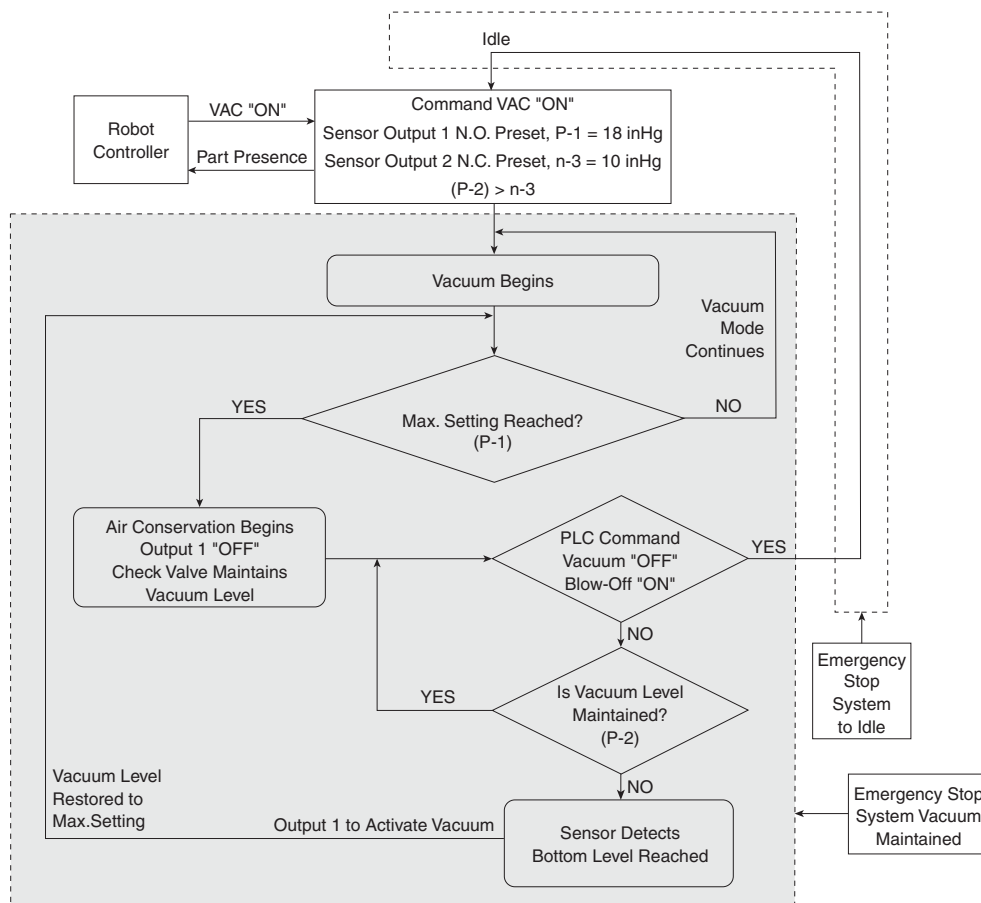 Idle
Robot
Controller
VAC "ON"
Part Presence
Command VAC "ON"
Sensor Output 1 N.O. Preset, P-1 = 18 inHg
Sensor Output 2 N.C. Preset, n-3 = 10 inHg
(P-2) > n-3
Vacuum Begins
Vacuum
Mode
Continues
YES
Max. Setting Reached?
(P-1)
NO
Air Conservation Begins
Output 1 "OFF"
Check Valve Maintains
Vacuum Level
PLC Command
Vacuum "OFF"
Blow-Off "ON"
YES
NO
YES
Is Vacuum Level
Maintained?
(P-2)
NO
Emergency
Stop
System
to Idle
Vacuum Level
Restored to
Max.Setting
Output 1 to Activate Vacuum
Sensor Detects
Bottom Level Reached
Emergency Stop
System Vacuum
Maintained